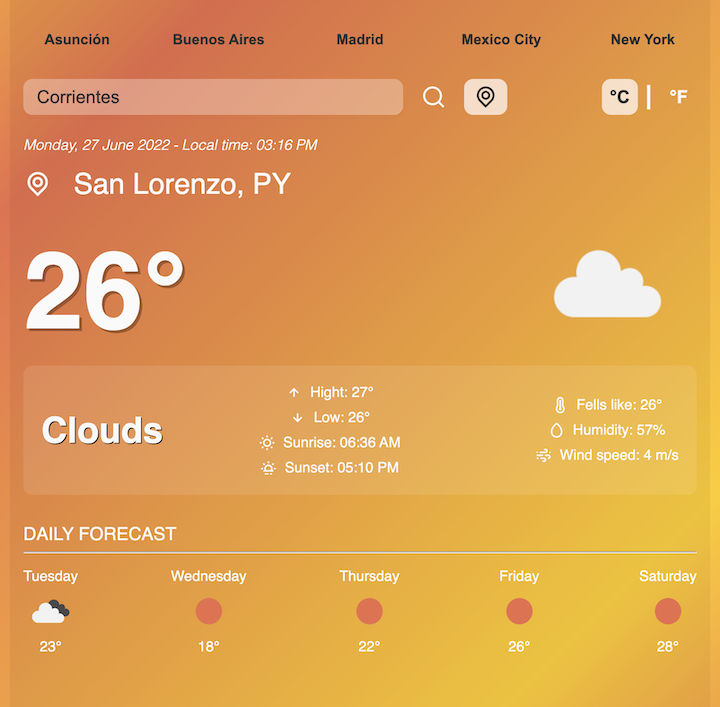 Asunción Buenos Aires Madrid Mexico City New York
Corrientes °C | °F
Monday, 27 June 2022 - Local time: 03:16 PM
San Lorenzo, PY
26°
Clouds
Hight: 27°
Low: 26°
Sunrise: 06:36 AM
Sunset: 05:10 PM
Fells like: 26°
Humidity: 57%
Wind speed: 4 m/s
DAILY FORECAST
Tuesday Wednesday Thursday Friday Saturday
23° 18° 22° 26° 28°